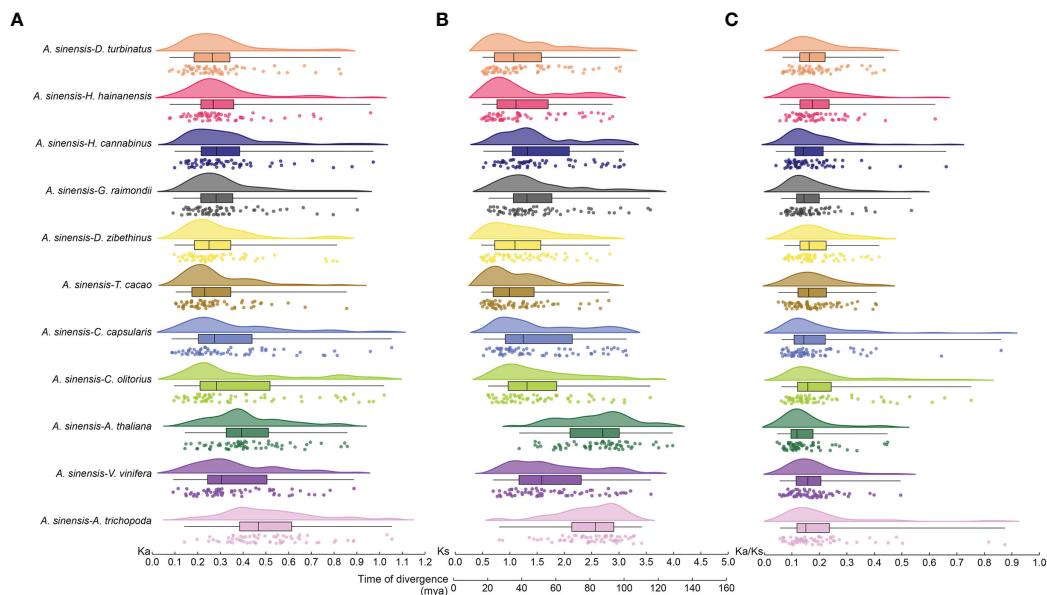 A B C
A. sinensis-D. turbinatus
A. sinensis-H. hainanensis
A. sinensis-H. cannabinus
A. sinensis-G. raimondii
A. sinensis-D. zibethinus
A. sinensis-T. cacao
A. sinensis-C. capsularis
A. sinensis-C. olitorius
A. sinensis-A. thaliana
A. sinensis-V. vinifera
A. sinensis-A. trichopoda
Ka Ks Ka/Ks
0.0 0.1 0.2 0.3 0.4 0.5 0.6 0.7 0.8 0.9 1.0 1.1 1.2 0.0 0.5 1.0 1.5 2.0 2.5 3.0 3.5 4.0 4.5 5.0 0.0 0.1 0.2 0.3 0.4 0.5 0.6 0.7 0.8 0.9 1.0
Time of divergence
(mya)
0 20 40 60 80 100 120 140 160